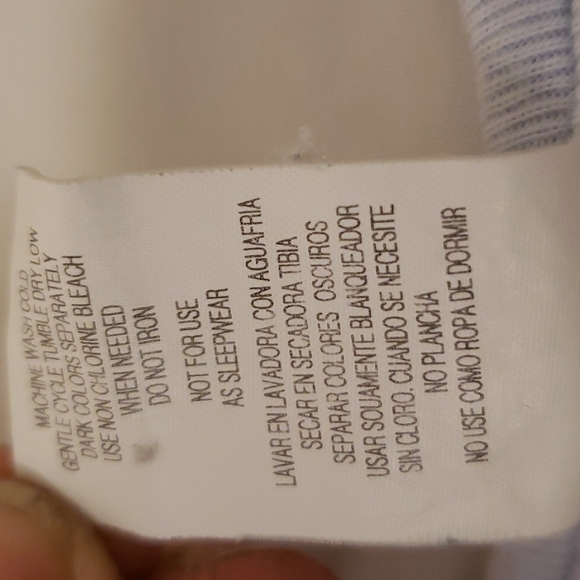 MACHINE WASH COLD
GENTLE CYCLE TUMBLE DRY LOW
DARK COLORS SEPARATELY
USE NON CHLORINE BLEACH
WHEN NEEDED
DO NOT IRON
NOT FOR USE
AS SLEEPWEAR
LAVAR EN LAVADORA CON AGUAFRIA
SECAR EN SECADORA TIBIA
SEPARAR COLORES OSCUROS
USAR SOUAMENTE BLANQUEADOR
SIN CLORO, CUANDO SE NECESITE
NO PLANCHA
NO USE COMO ROPA DE DORMIR